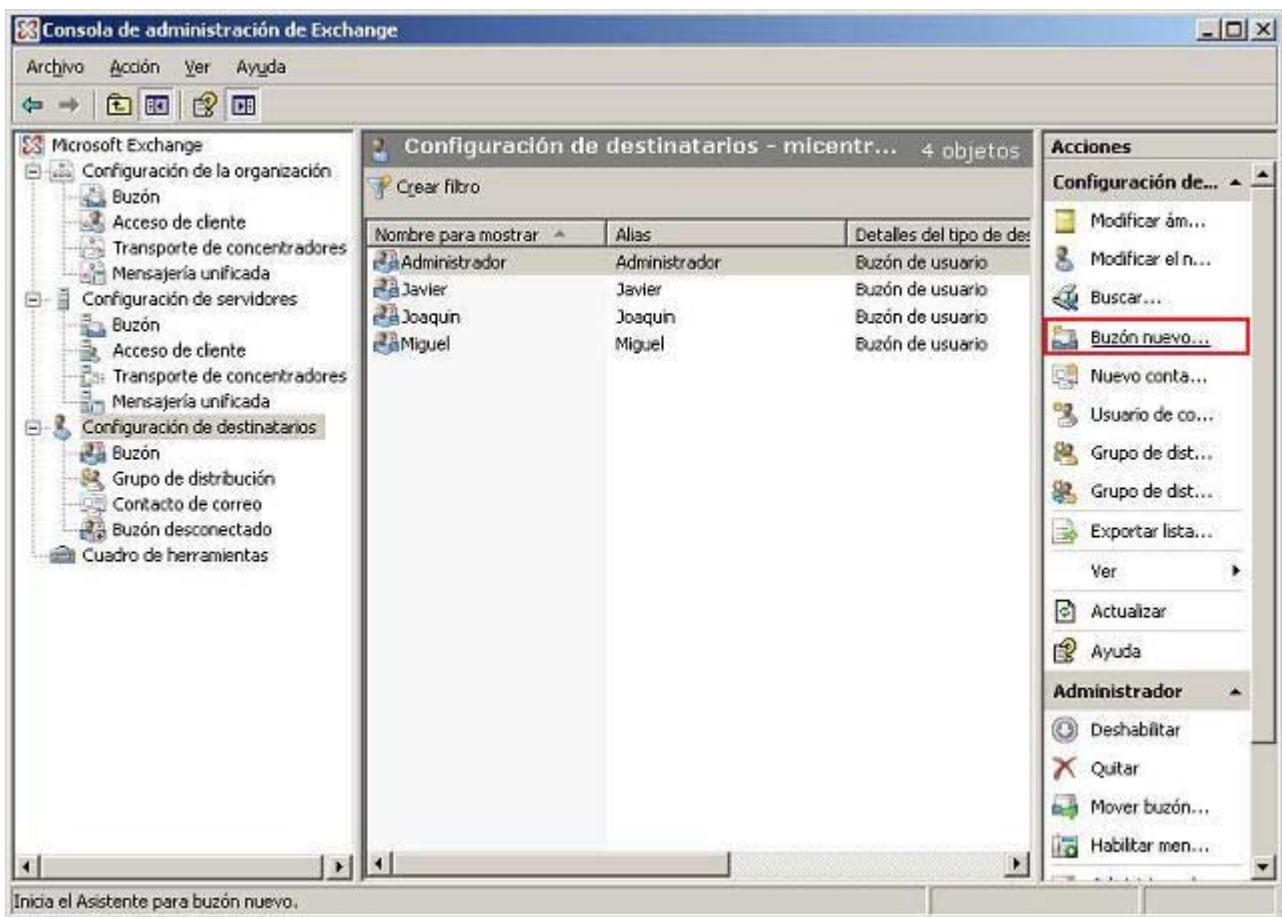 Consola de administración de Exchange
Archivo Acción Ver Ayuda
Microsoft Exchange
Configuración de la organización
Buzón
Acceso de cliente
Transporte de concentradores
Mensajería unificada
Configuración de servidores
Buzón
Acceso de cliente
Transporte de concentradores
Mensajería unificada
Configuración de destinatarios
Buzón
Grupo de distribución
Contacto de correo
Buzón desconectado
Cuadro de herramientas
Configuración de destinatarios - micentr... 4 objetos
Crear filtro
Nombre para mostrar Alias Detalles del tipo de des
Administrador Administrador Buzón de usuario
Javier Javier Buzón de usuario
Joaquin Joaquin Buzón de usuario
Miguel Miguel Buzón de usuario
Acciones
Configuración de...
Modificar ám...
Modificar el n...
Buscar...
Buzón nuevo...
Nuevo conta...
Usuario de co...
Grupo de dist...
Grupo de dist...
Exportar lista...
Ver
Actualizar
Ayuda
Administrador
Deshabilitar
Quitar
Mover buzón...
Habilitar men...
Inicia el Asistente para buzón nuevo.